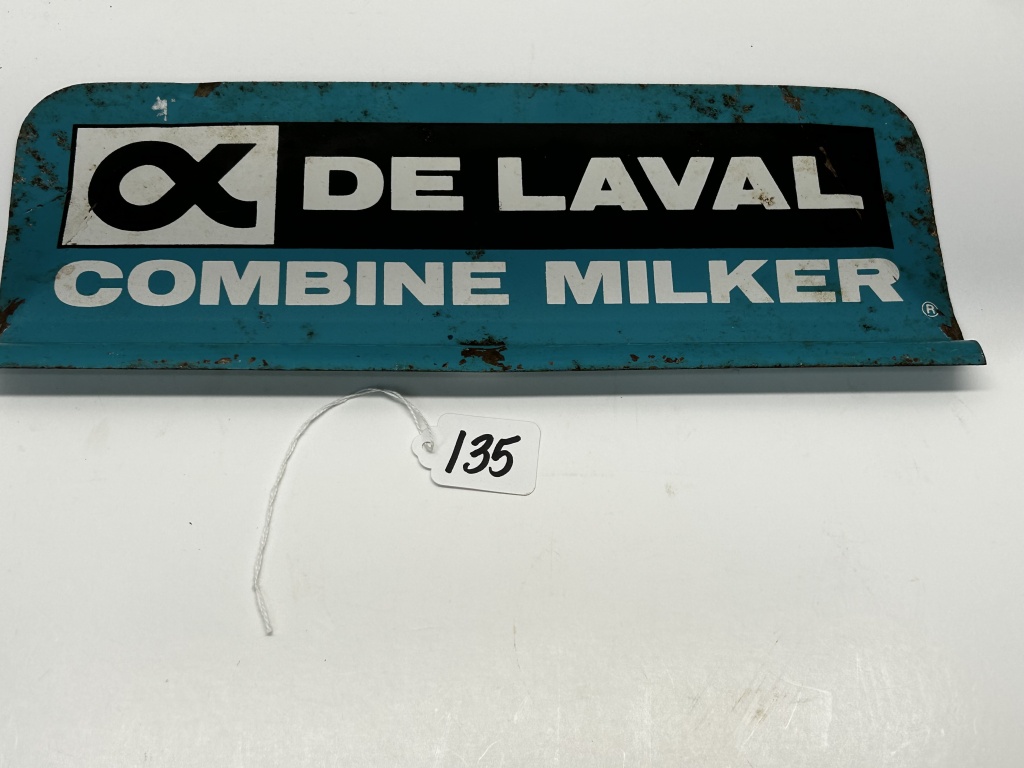 α DE LAVAL
COMBINE MILKER
®
135